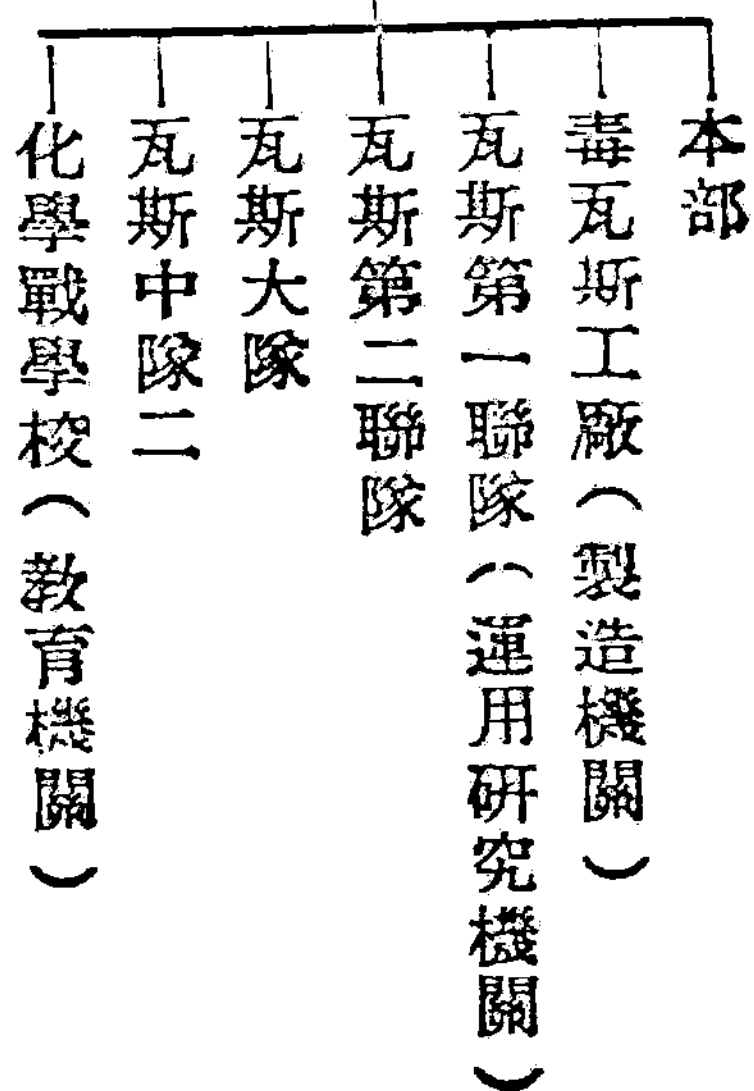 本部
毒瓦斯工廠(製造機關)
瓦斯第一聯隊(運用研究機關)
瓦斯第二聯隊
瓦斯大隊
瓦斯中隊二
化學戰學校(教育機關)